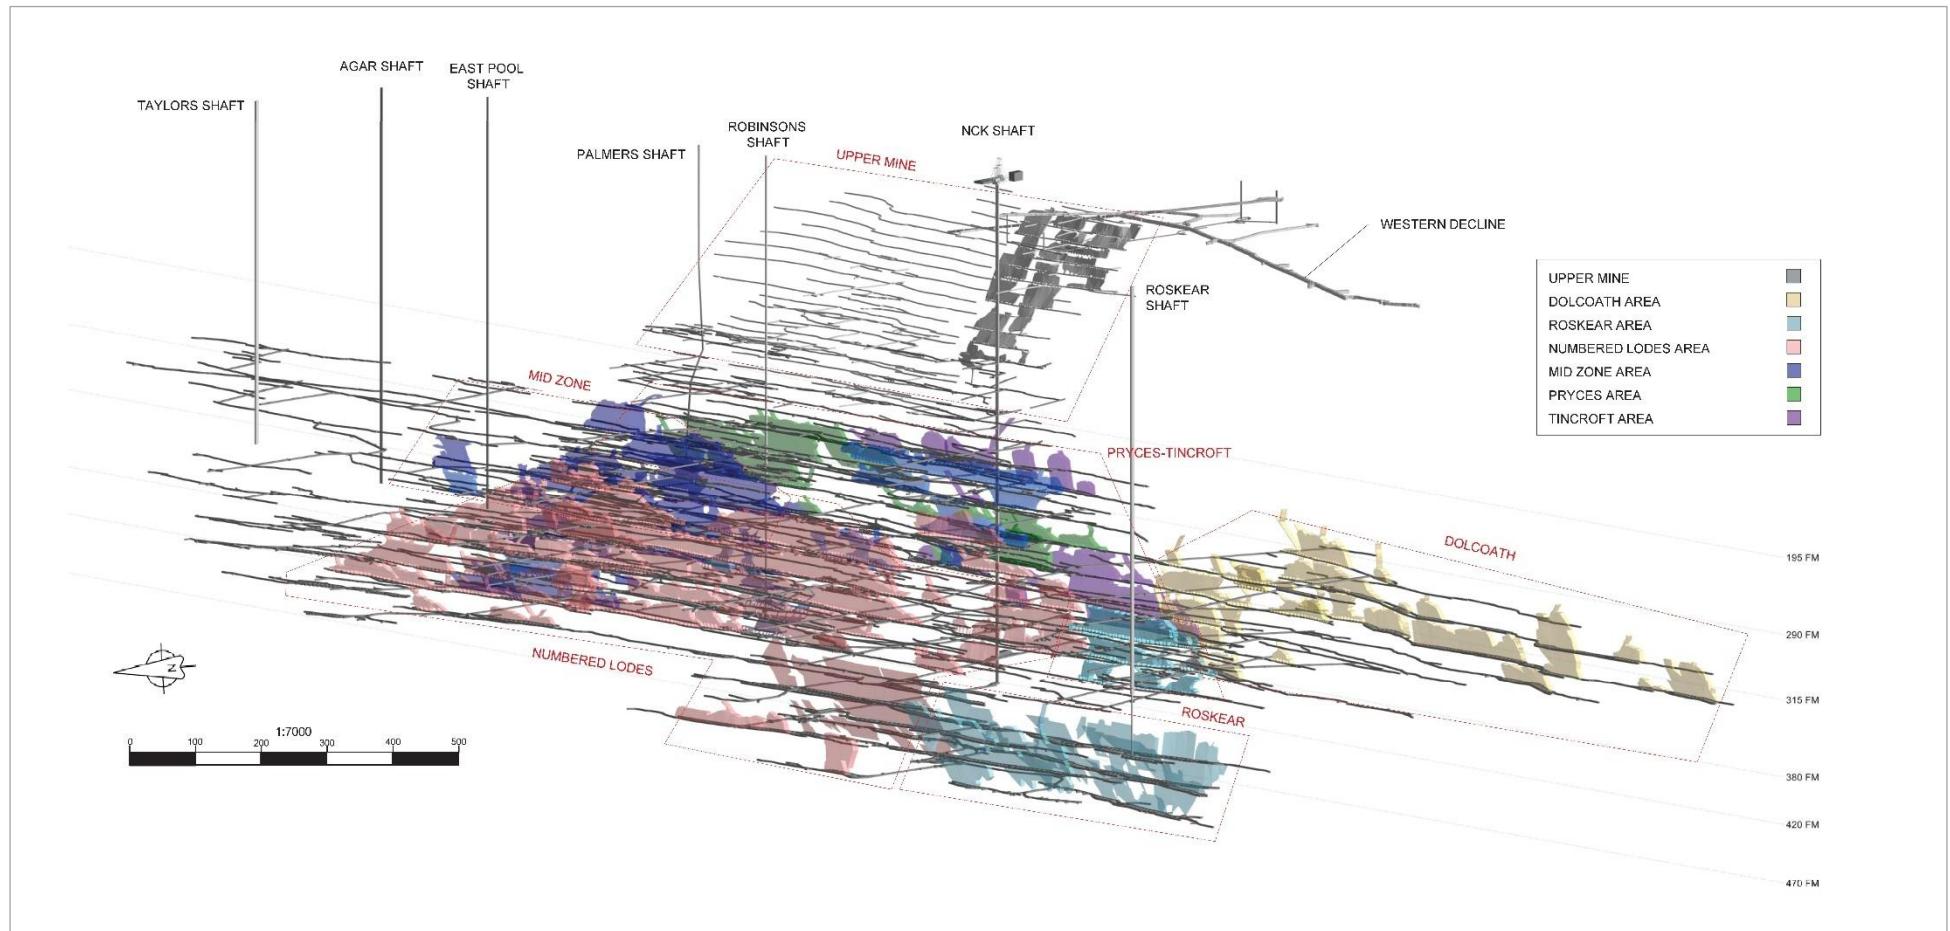 AGAR SHAFT
EAST POOL
SHAFT
TAYLORS SHAFT
ROBINSONS
SHAFT
NCK SHAFT
PALMERS SHAFT
UPPER MINE
WESTERN DECLINE
ROSKEAR
SHAFT
UPPER MINE
DOLCOATH AREA
ROSKEAR AREA
NUMBERED LODES AREA
MID ZONE AREA
PRYCES AREA
TINCROFT AREA
MID ZONE
PRYCES-TINCROFT
DOLCOATH
195 FM
290 FM
NUMBERED LODES
Z
315 FM
ROSKEAR
1:7000
0 100 200 300 400 500
380 FM
420 FM
470 FM